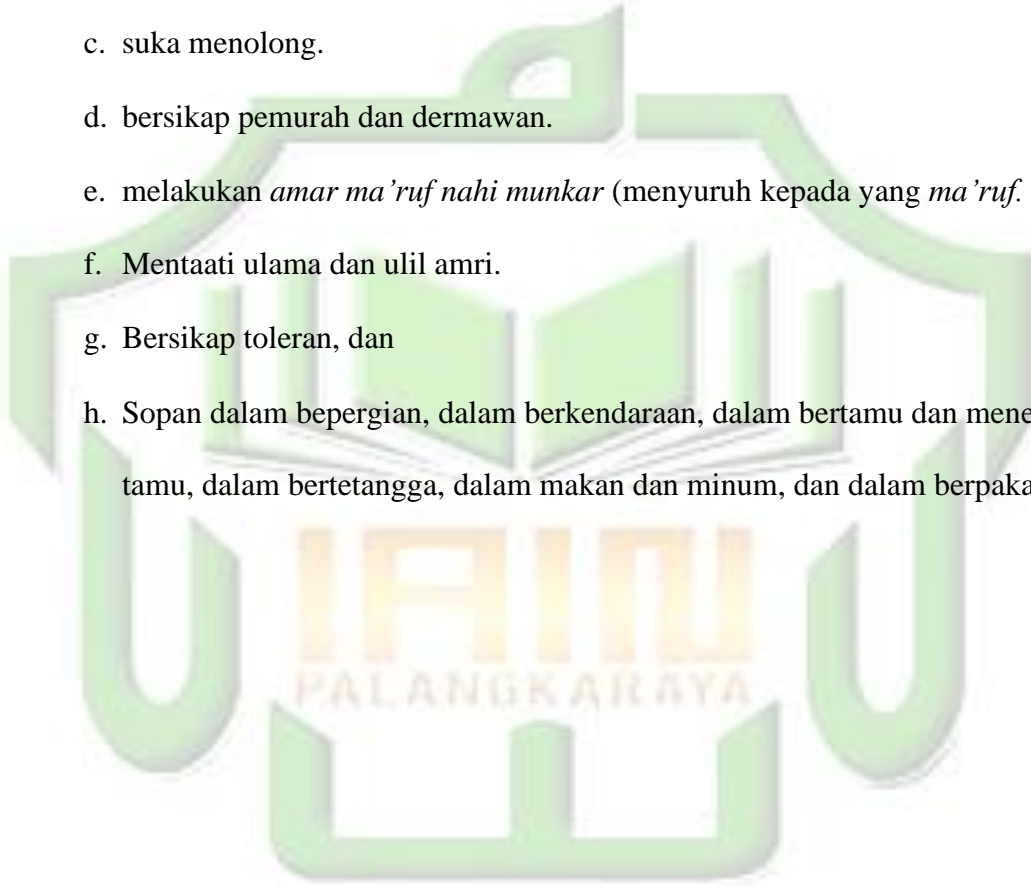 c. suka menolong.
d. bersikap pemurah dan dermawan.
e. melakukan amar ma’ruf nahi munkar (menyuruh kepada yang ma’ruf.
f. Mentaati ulama dan ulil amri.
g. Bersikap toleran, dan
h. Sopan dalam bepergian, dalam berkendaraan, dalam bertamu dan
tamu, dalam bertetangga, dalam makan dan minum, dan dalam
IAIN
PALANGKARAYA